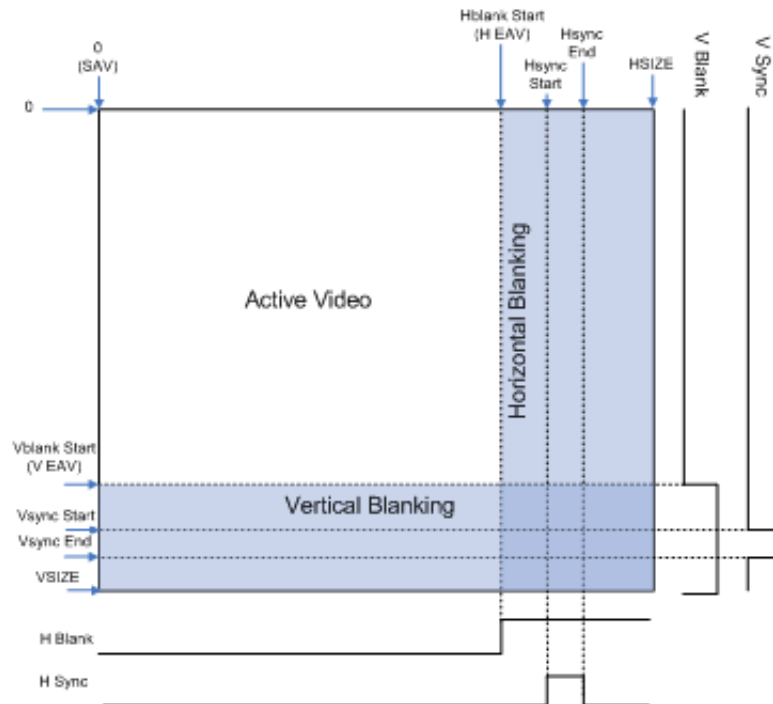 0
(SAV)
Hblank Start
(H EAV)
Hsync
Start
Hsync
End
HSIZE
V Blank
V Sync
0
Active Video
Horizontal Blanking
Vblank Start
(V EAV)
Vertical Blanking
Vsync Start
Vsync End
VSIZE
H Blank
H Sync